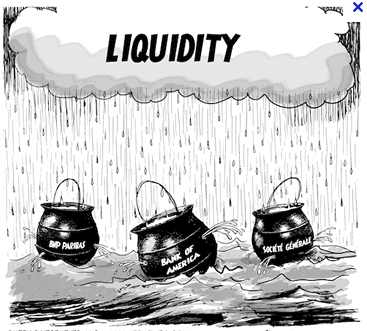 LIQUIDITY
BNP PARIBAS
BANK OF
AMERICA
SOCIÉTÉ GÉNÉRALE